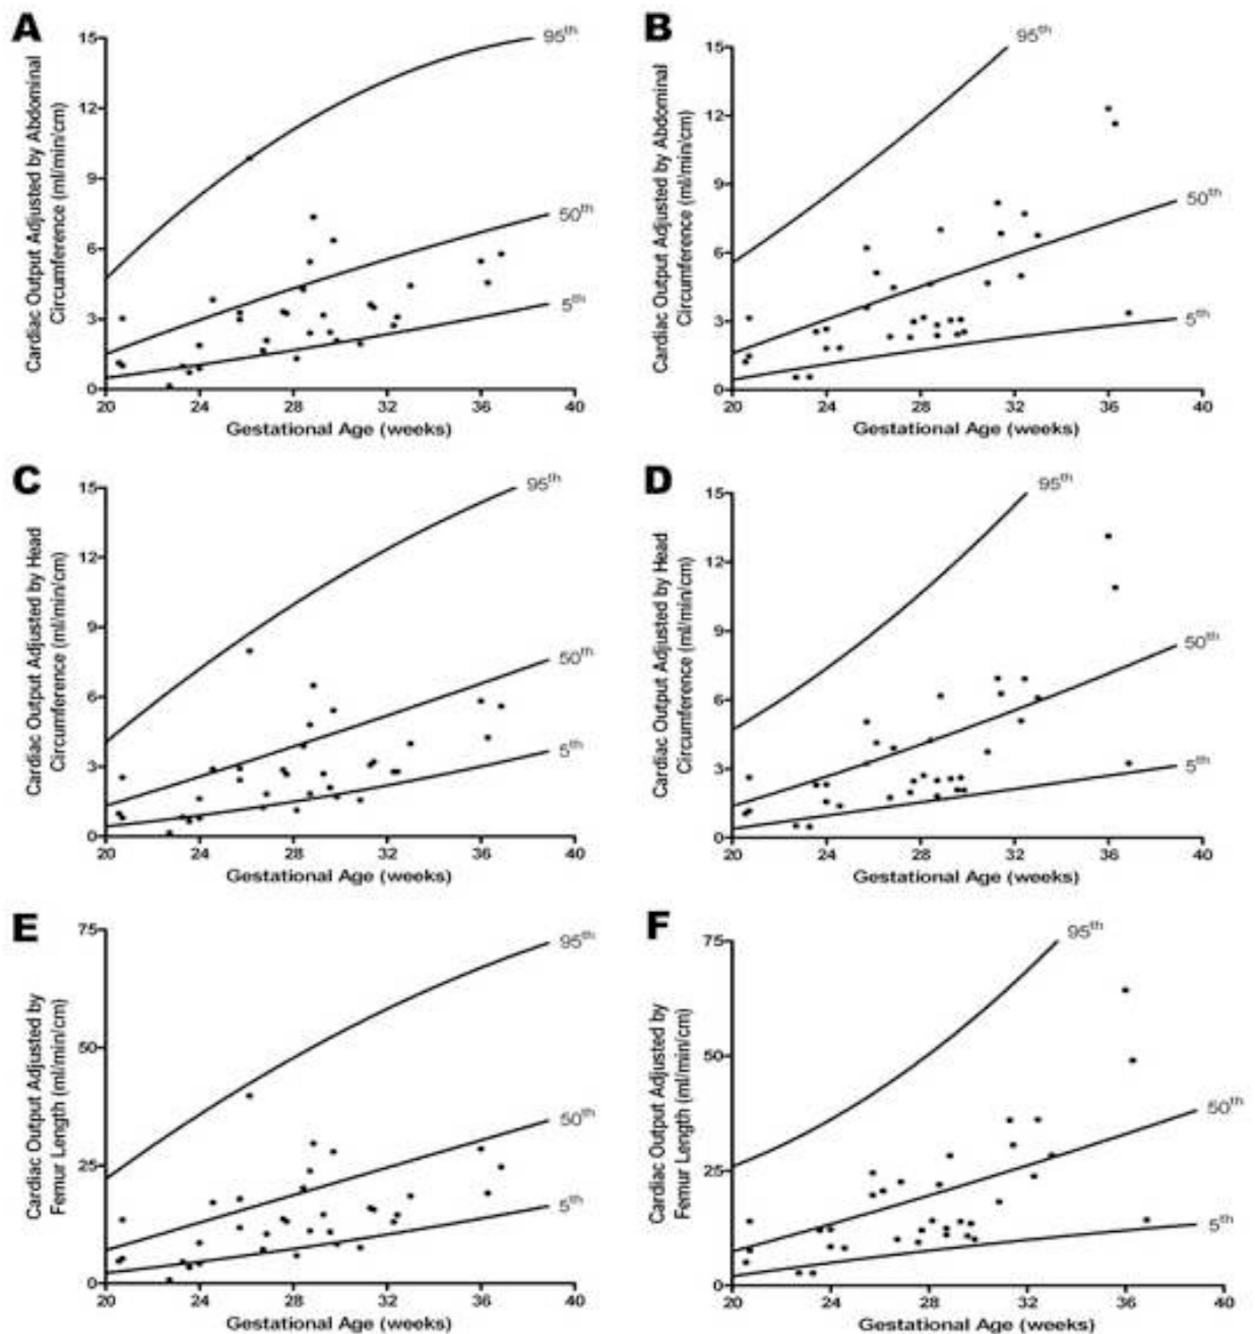 A
Cardiac Output Adjusted by Abdominal
Circumference (ml/min/cm)
15
12
9
6
3
0
20 24 28 32 36 40
95th
50th
5th
Gestational Age (weeks)
B
Cardiac Output Adjusted by Abdominal
Circumference (ml/min/cm)
15
12
9
6
3
0
20 24 28 32 36 40
95th
50th
5th
Gestational Age (weeks)
C
Cardiac Output Adjusted by Head
Circumference (ml/min/cm)
15
12
9
6
3
0
20 24 28 32 36 40
95th
50th
5th
Gestational Age (weeks)
D
Cardiac Output Adjusted by Head
Circumference (ml/min/cm)
15
12
9
6
3
0
20 24 28 32 36 40
95th
50th
5th
Gestational Age (weeks)
E
Cardiac Output Adjusted by
Femur Length (ml/min/cm)
75
50
25
0
20 24 28 32 36 40
95th
50th
5th
Gestational Age (weeks)
F
Cardiac Output Adjusted by
Femur Length (ml/min/cm)
75
50
25
0
20 24 28 32 36 40
95th
50th
5th
Gestational Age (weeks)